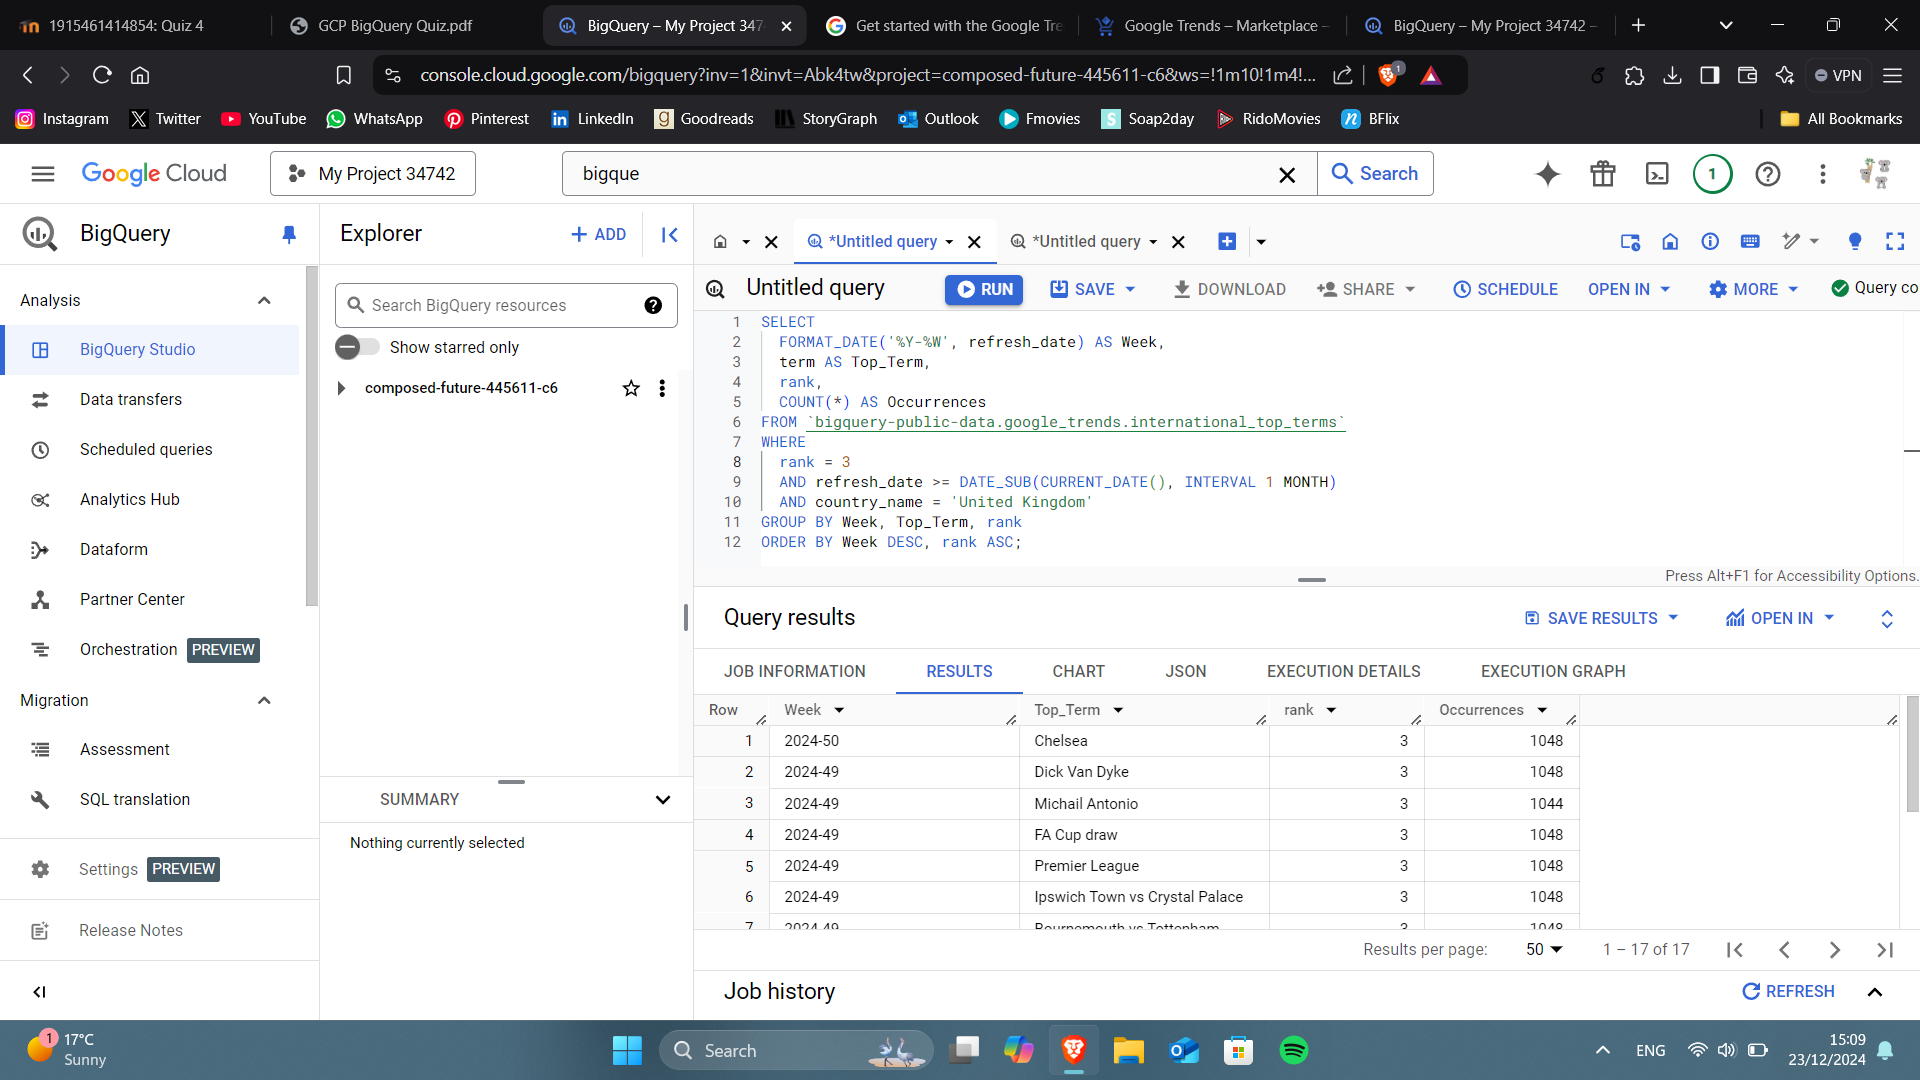 1915461414854: Quiz 4
GCP BigQuery Quiz.pdf
BigQuery – My Project 347
Get started with the Google Tre
Google Trends – Marketplace –
BigQuery – My Project 34742 –
console.cloud.google.com/bigquery?inv=1&invt=Abk4tw&project=composed-future-445611-c6&ws=!1m10!1m4!...
1
VPN
Instagram
Twitter
YouTube
WhatsApp
Pinterest
LinkedIn
Goodreads
StoryGraph
Outlook
Fmovies
Soap2day
RidoMovies
BFlix
All Bookmarks
Google Cloud
My Project 34742
bigque
Search
1
BigQuery
Analysis
BigQuery Studio
Data transfers
Scheduled queries
Analytics Hub
Dataform
Partner Center
Orchestration PREVIEW
Migration
Assessment
SQL translation
Settings PREVIEW
Release Notes
Explorer
+ ADD
Search BigQuery resources
Show starred only
composed-future-445611-c6
SUMMARY
Nothing currently selected
*Untitled query
*Untitled query
Untitled query
RUN
SAVE
DOWNLOAD
SHARE
SCHEDULE
OPEN IN
MORE
Query co
1 SELECT
2 FORMAT_DATE('%Y-%W', refresh_date) AS Week,
3 term AS Top_Term,
4 rank,
5 COUNT(*) AS Occurrences
6 FROM `bigquery-public-data.google_trends.international_top_terms`
7 WHERE
8 rank = 3
9 AND refresh_date >= DATE_SUB(CURRENT_DATE(), INTERVAL 1 MONTH)
10 AND country_name = 'United Kingdom'
11 GROUP BY Week, Top_Term, rank
12 ORDER BY Week DESC, rank ASC;
Press Alt+F1 for Accessibility Options.
Query results
SAVE RESULTS
OPEN IN
JOB INFORMATION
RESULTS
CHART
JSON
EXECUTION DETAILS
EXECUTION GRAPH
Row Week Top_Term rank Occurrences
1 2024-50 Chelsea 3 1048
2 2024-49 Dick Van Dyke 3 1048
3 2024-49 Michail Antonio 3 1044
4 2024-49 FA Cup draw 3 1048
5 2024-49 Premier League 3 1048
6 2024-49 Ipswich Town vs Crystal Palace 3 1048
7 2024-49 Bournemouth vs Tottenham 3 1048
Results per page: 50 1 – 17 of 17
Job history
REFRESH
1
17°C
Sunny
Search
ENG
15:09
23/12/2024